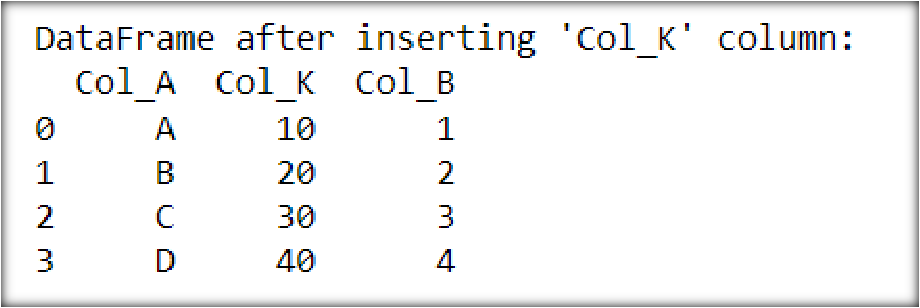 DataFrame after inserting 'Col_K' column:
  Col_A  Col_K  Col_B
0     A     10      1
1     B     20      2
2     C     30      3
3     D     40      4